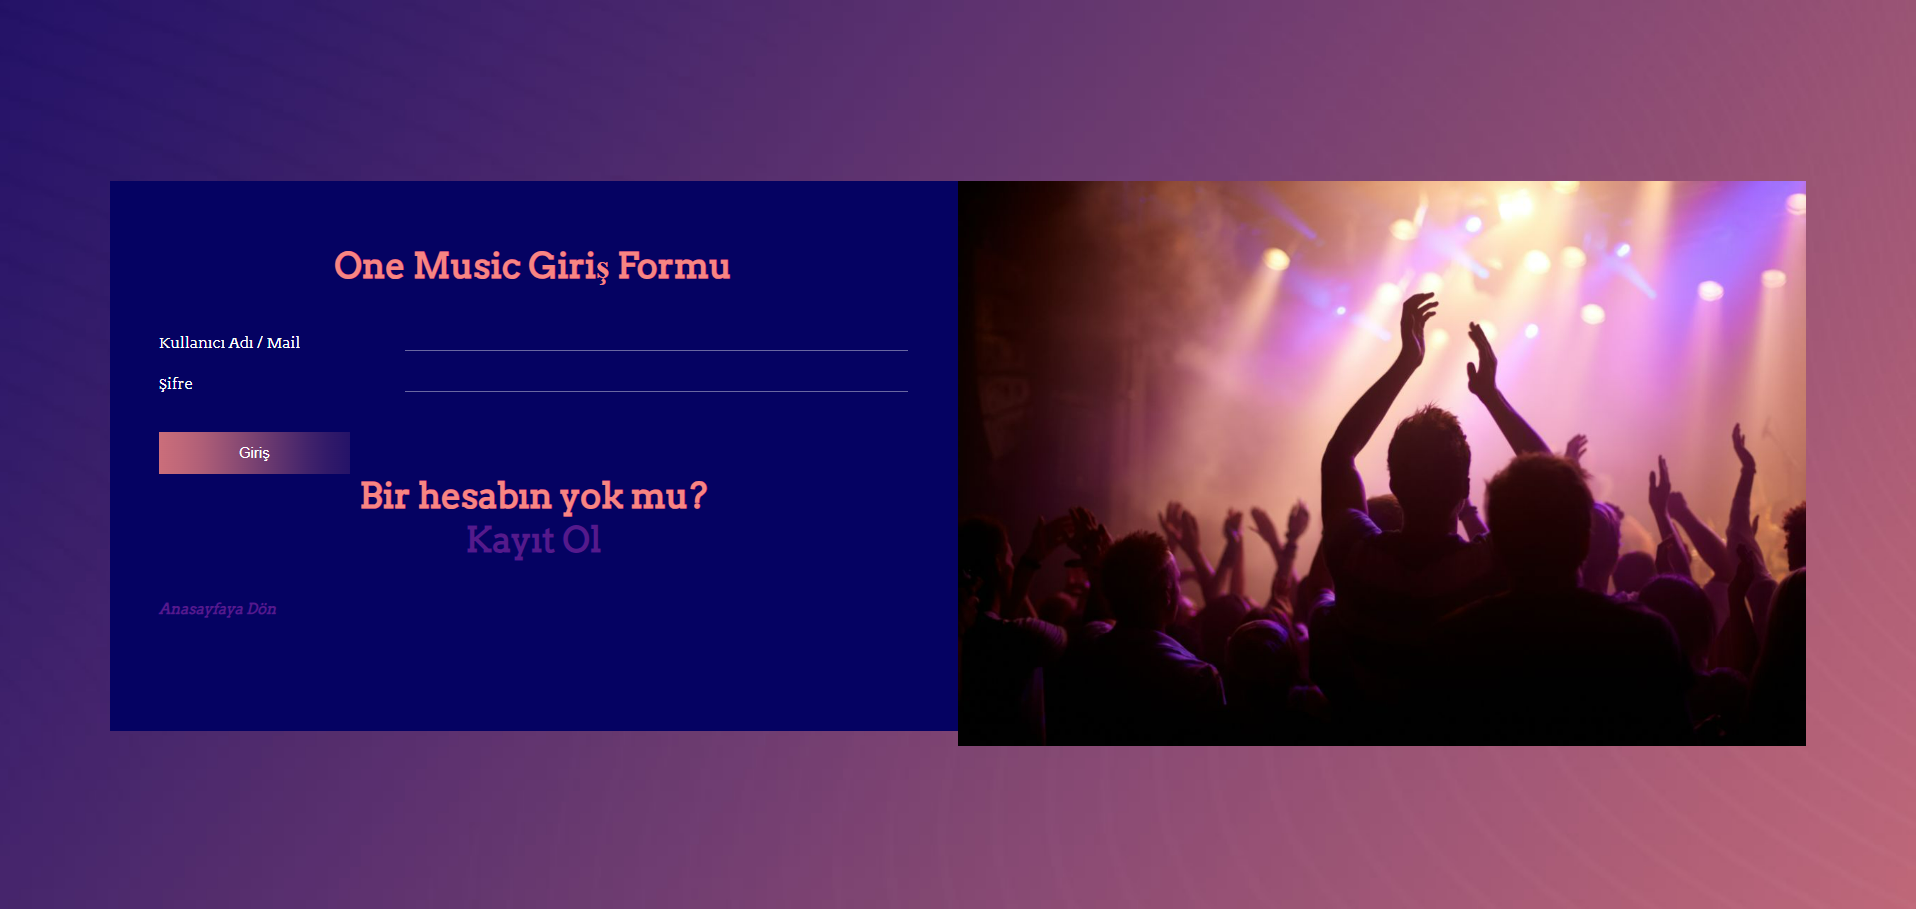 One Music Giriş Formu
Kullanıcı Adı / Mail
Şifre
Giriş
Bir hesabın yok mu?
Kayıt Ol
Anasayfaya Dön